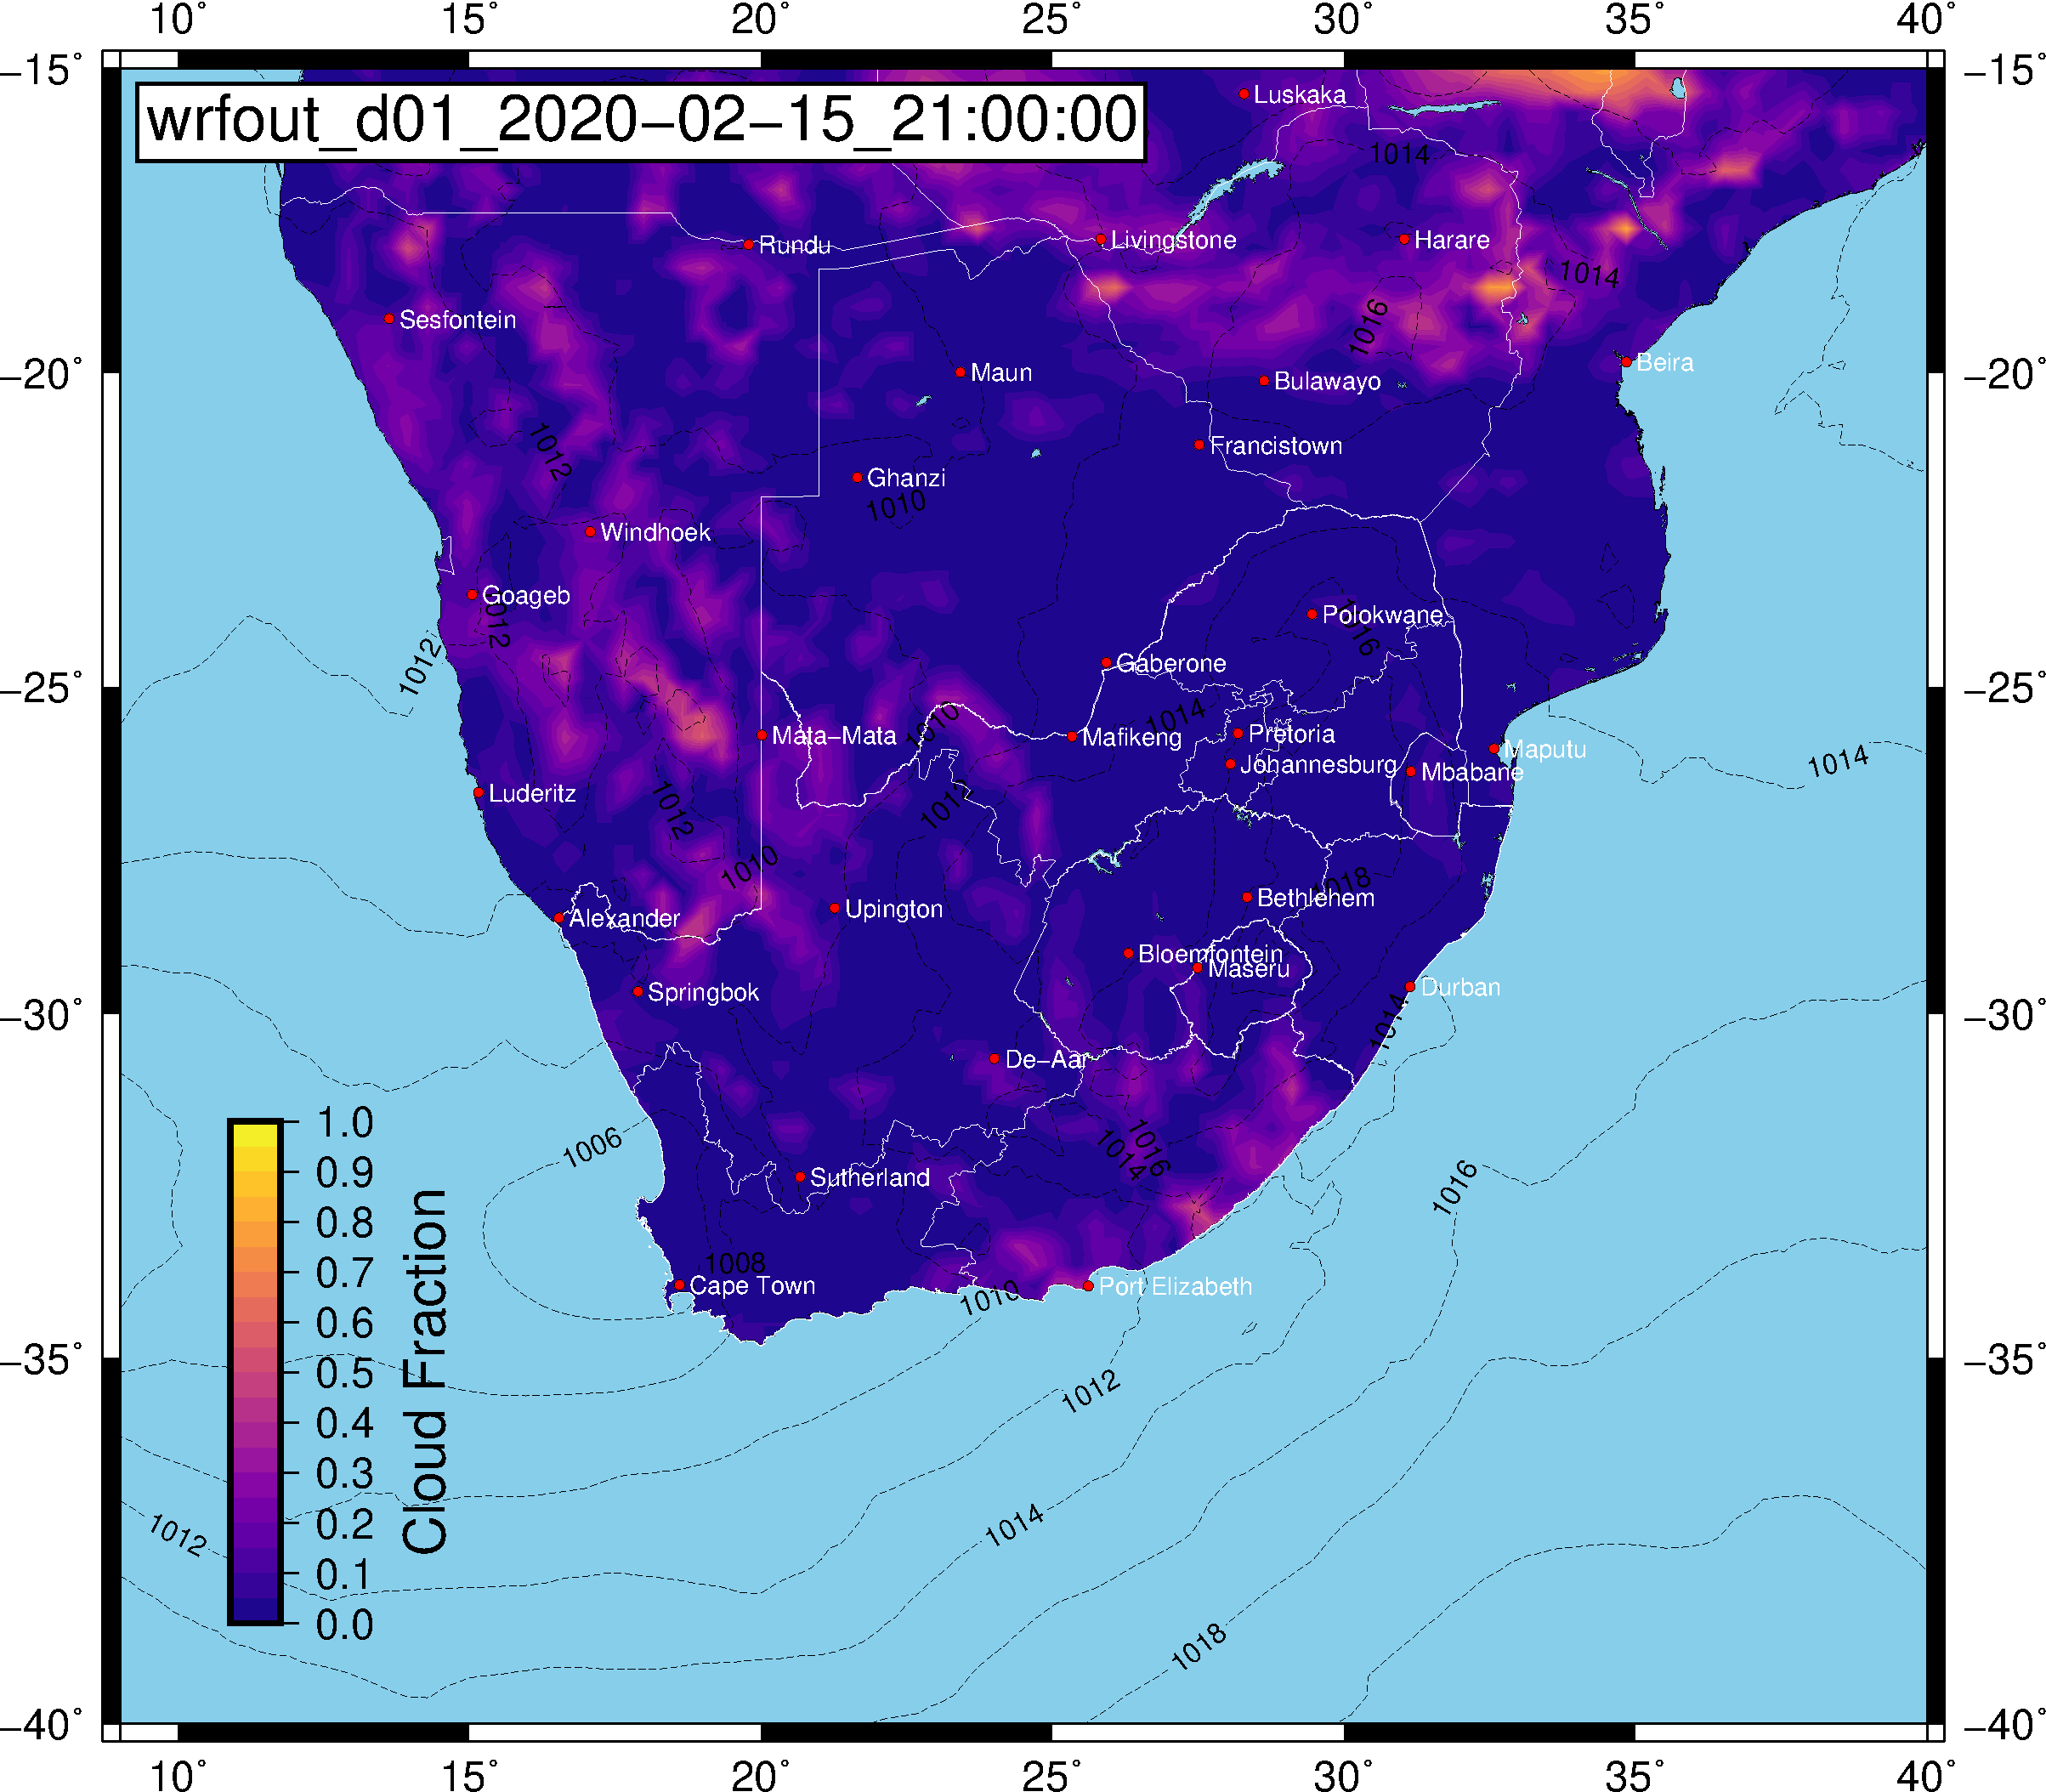 10° 15° 20° 25° 30° 35° 40°
−15° −15°
wrfout_d01_2020−02−15_21:00:00
Luskaka
1014
Rundu
Livingstone
Harare
1014
Sesfontein
1016
−20° −20°
Maun
Bulawayo
Beira
1012
Francistown
Ghanzi
1010
Windhoek
Goageb
1012
Polokwane
1016
1012
Gaberone
−25° −25°
1010
1014
Mata−Mata
Mafikeng
Pretoria
Maputu
Johannesburg
Mbabane
1014
Luderitz
1012
1012
1010
1018
Bethlehem
Alexander
Upington
Bloemfontein
Maseru
Springbok
Durban
−30° −30°
1014
De−Aar
1006
1014
1016
Sutherland
1016
1008
Cape Town
Port Elizabeth
1010
−35° −35°
1012
1014
1012
1018
1.0
0.9
0.8
0.7
0.6
0.5
0.4
0.3
0.2
0.1
0.0
Cloud Fraction
−40° −40°
10° 15° 20° 25° 30° 35° 40°